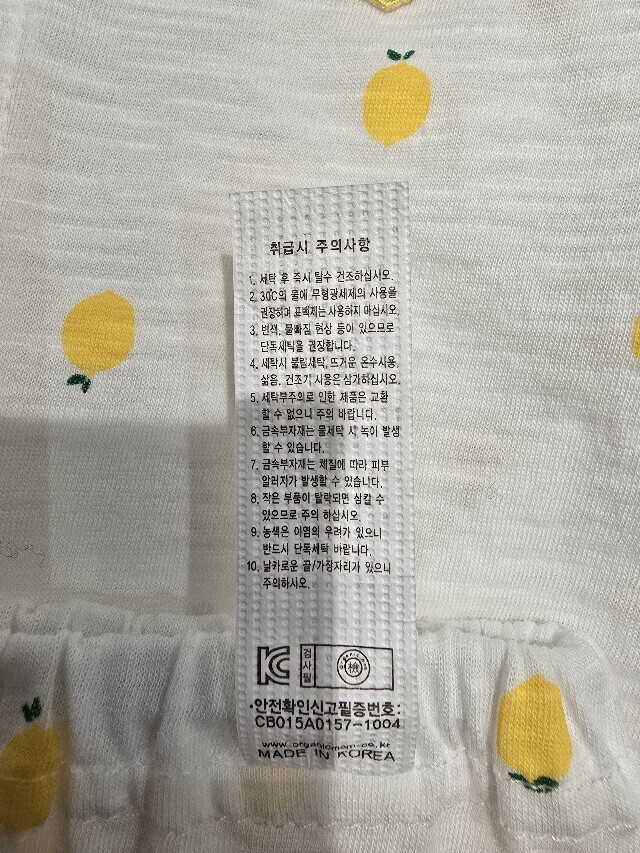 취급시 주의사항
1. 세탁 후 즉시 탈수 건조하십시오.
2. 30℃의 물에 무형광세제의 사용을
권장하며 표백제는 사용하지 마십시오.
3. 변색, 물빠짐 현상 등이 있으므로
단독세탁을 권장합니다.
4. 세탁시 불림세탁, 뜨거운 온수사용,
삶음, 건조기 사용은 삼가하십시오.
5. 세탁부주의로 인한 제품은 교환
할 수 없으니 주의 바랍니다.
6. 금속부자재는 물세탁 시 녹이 발생
할 수 있습니다.
7. 금속부자재는 체질에 따라 피부
알러지가 발생할 수 있습니다.
8. 작은 부품이 탈락되면 삼킬 수
있으므로 주의 하십시오.
9. 농색은 이염의 우려가 있으니
반드시 단독세탁 바랍니다.
10. 날카로운 끝/가장자리가 있으니
주의하십시오.
KC 검사필 organic mom 檢
•안전확인신고필증번호:
CB015A0157-1004
www.organicmom.co.kr
MADE IN KOREA